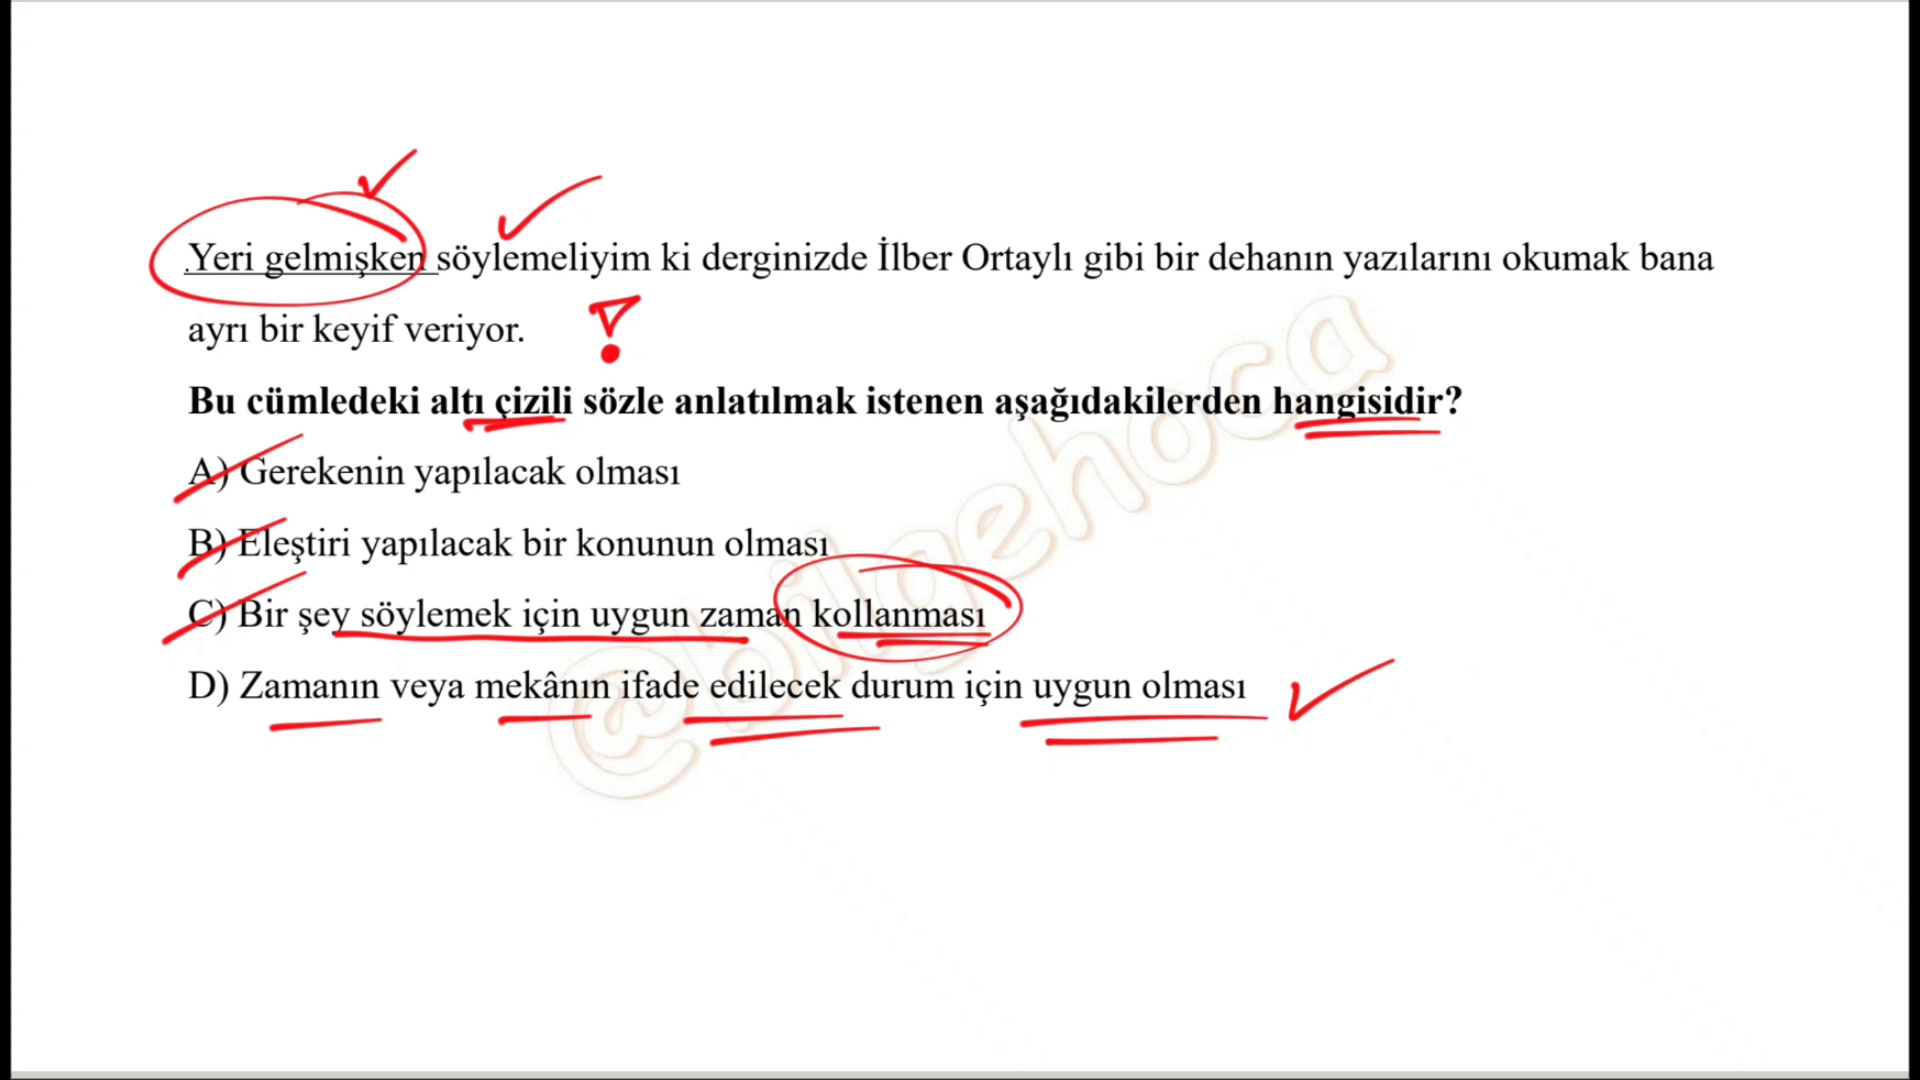 .Yeri gelmişken söylemeliyim ki derginizde İlber Ortaylı gibi bir dehanın yazılarını okumak bana
ayrı bir keyif veriyor.
Bu cümledeki altı çizili sözle anlatılmak istenen aşağıdakilerden hangisidir?
A) Gerekenin yapılacak olması
B) Eleştiri yapılacak bir konunun olması
C) Bir şey söylemek için uygun zaman kollanması
D) Zamanın veya mekânın ifade edilecek durum için uygun olması
@bilgehoca